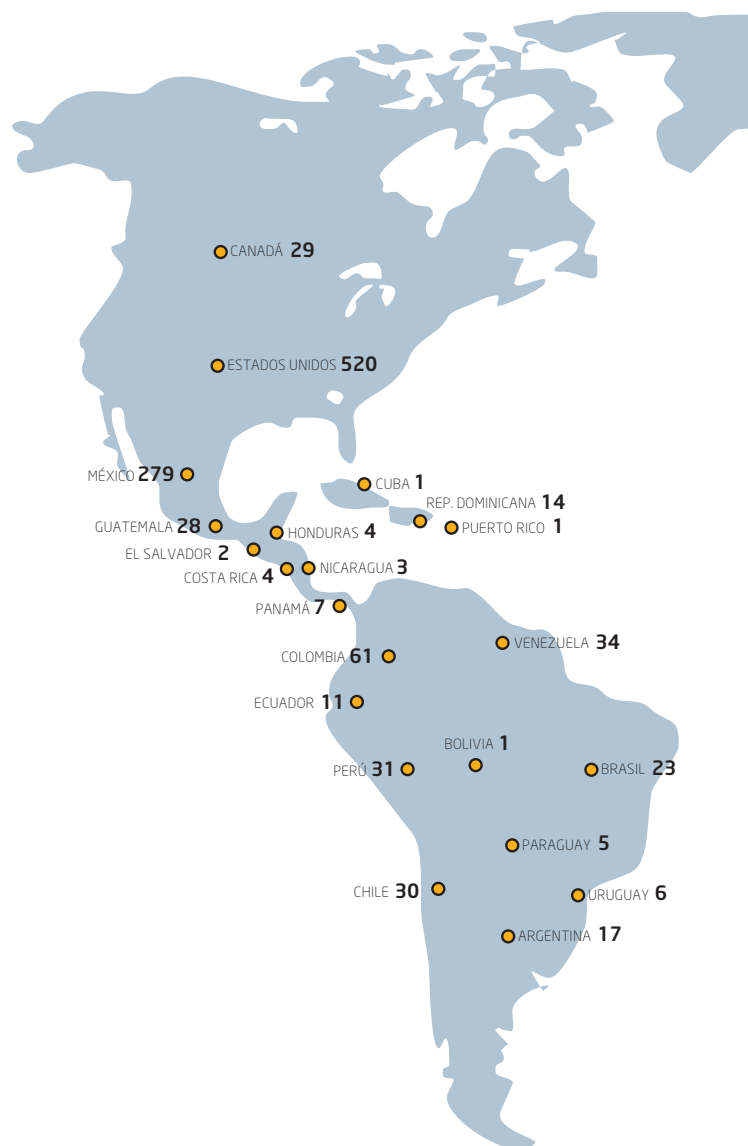 CANADÁ 29
ESTADOS UNIDOS 520
MÉXICO 279
CUBA 1
REP. DOMINICANA 14
GUATEMALA 28
HONDURAS 4
PUERTO RICO 1
EL SALVADOR 2
COSTA RICA 4
NICARAGUA 3
PANAMÁ 7
VENEZUELA 34
COLOMBIA 61
ECUADOR 11
BOLIVIA 1
PERÚ 31
BRASIL 23
PARAGUAY 5
CHILE 30
URUGUAY 6
ARGENTINA 17